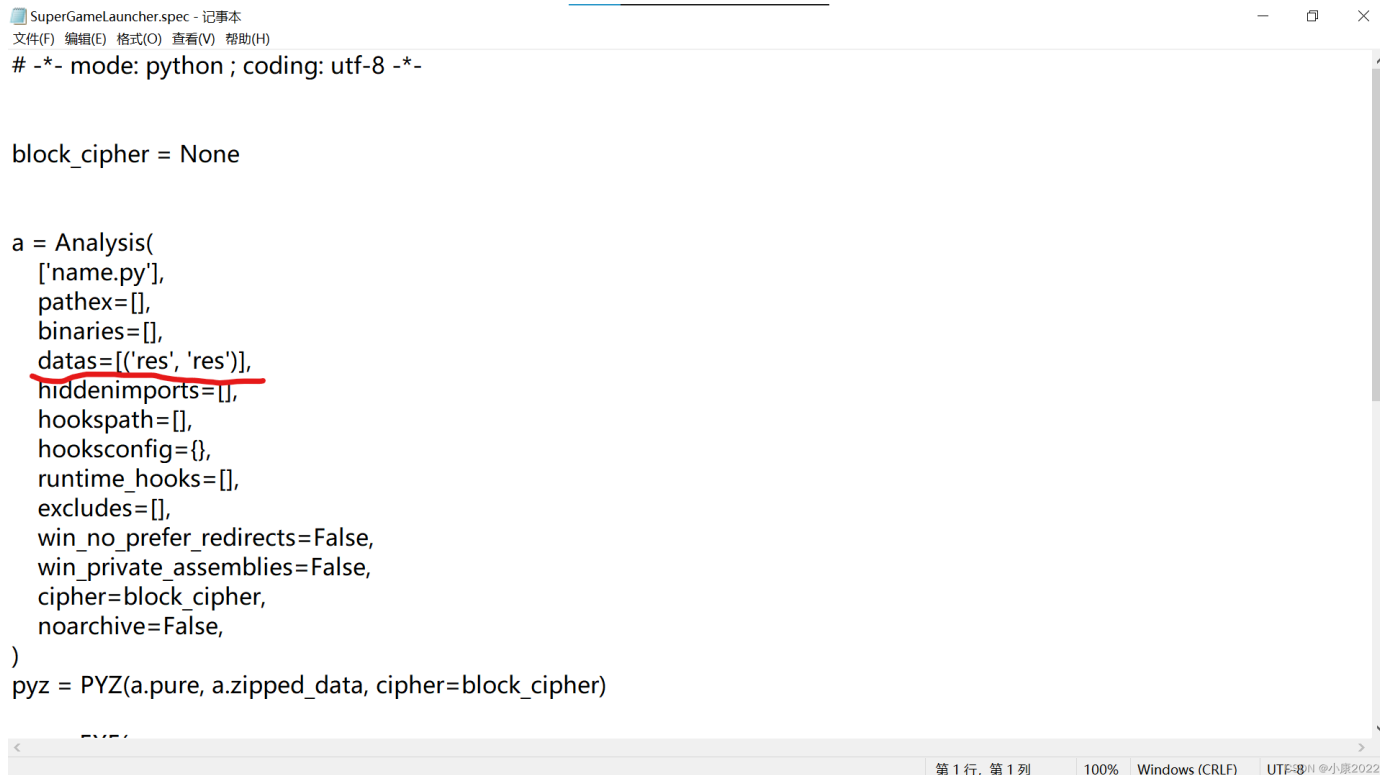 SuperGameLauncher.spec - 记事本
文件(F) 编辑(E) 格式(O) 查看(V) 帮助(H)
# -*- mode: python ; coding: utf-8 -*-
block_cipher = None
a = Analysis(
['name.py'],
pathex=[],
binaries=[],
datas=[('res', 'res')],
hiddenimports=[],
hookspath=[],
hooksconfig={},
runtime_hooks=[],
excludes=[],
win_no_prefer_redirects=False,
win_private_assemblies=False,
cipher=block_cipher,
noarchive=False,
)
pyz = PYZ(a.pure, a.zipped_data, cipher=block_cipher)
第 1 行，第 1 列 100% Windows (CRLF) UTF-8
CSDN @小康2022